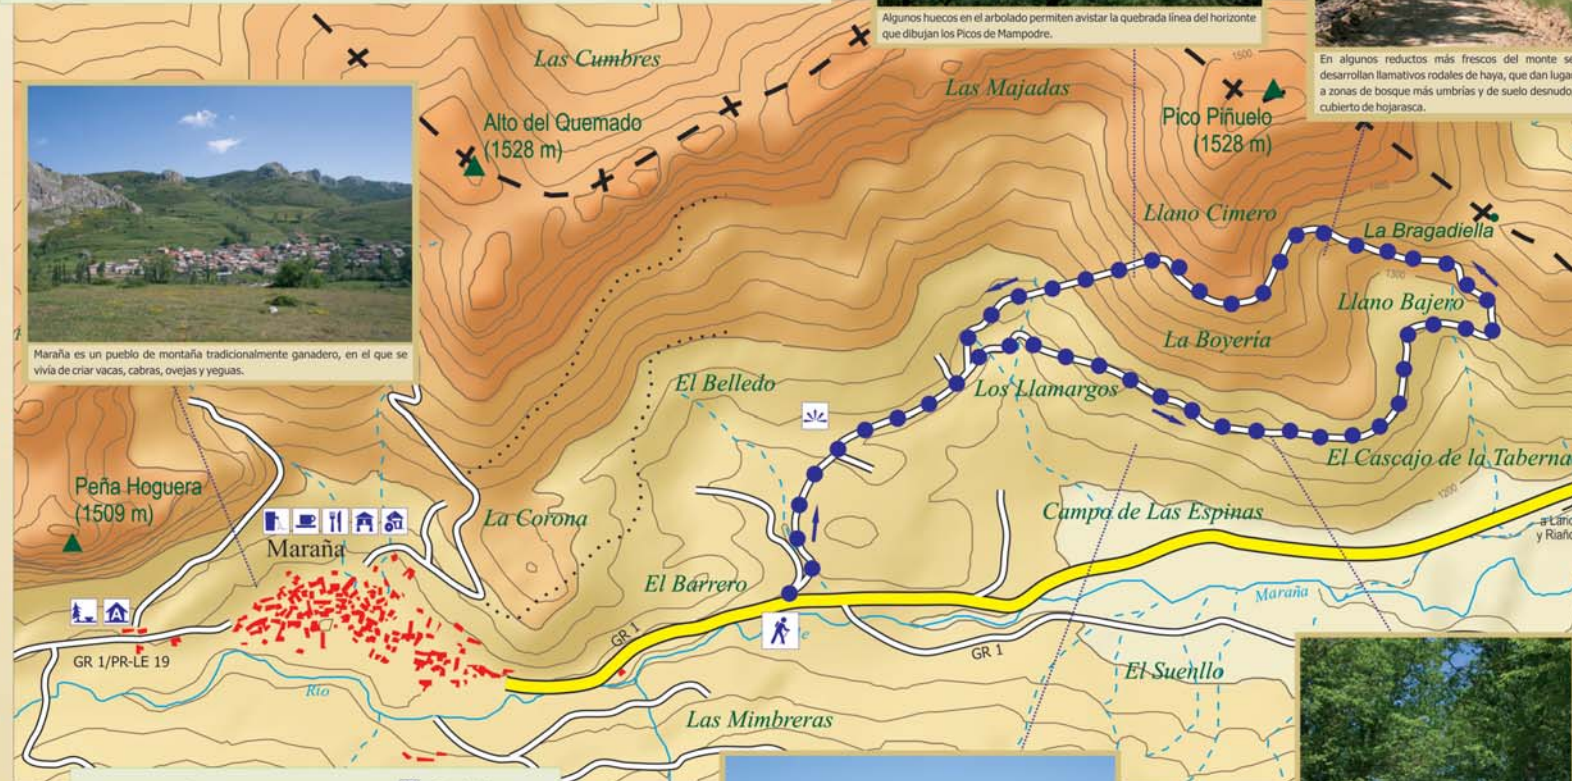 Algunos huecos en el arbolado permiten avistar la quebrada línea del horizonte
que dibujan los Picos de Mampodre.
En algunos reductos más frescos del monte se
desarrollan llamativos rodales de haya, que dan lugar
a zonas de bosque más umbrías y de suelo desnudo
cubierto de hojarasca.
Las Cumbres
1500
Las Majadas
Alto del Quemado
(1528 m)
Pico Piñuelo
(1528 m)
Llano Cimero
La Bragadiella
1300
Llano Bajero
La Boyería
Maraña es un pueblo de montaña tradicionalmente ganadero, en el que se
vivía de criar vacas, cabras, ovejas y yeguas.
El Belledo
Los Llamargos
El Cascajo de la Taberna
Peña Hoguera
(1509 m)
1200
La Corona
Campo de Las Espinas
y Riaño
Maraña
El Barrero
Maraña
A
GR 1
GR 1
GR 1/PR-LE 19
El Suenllo
Río
Las Mimbreras